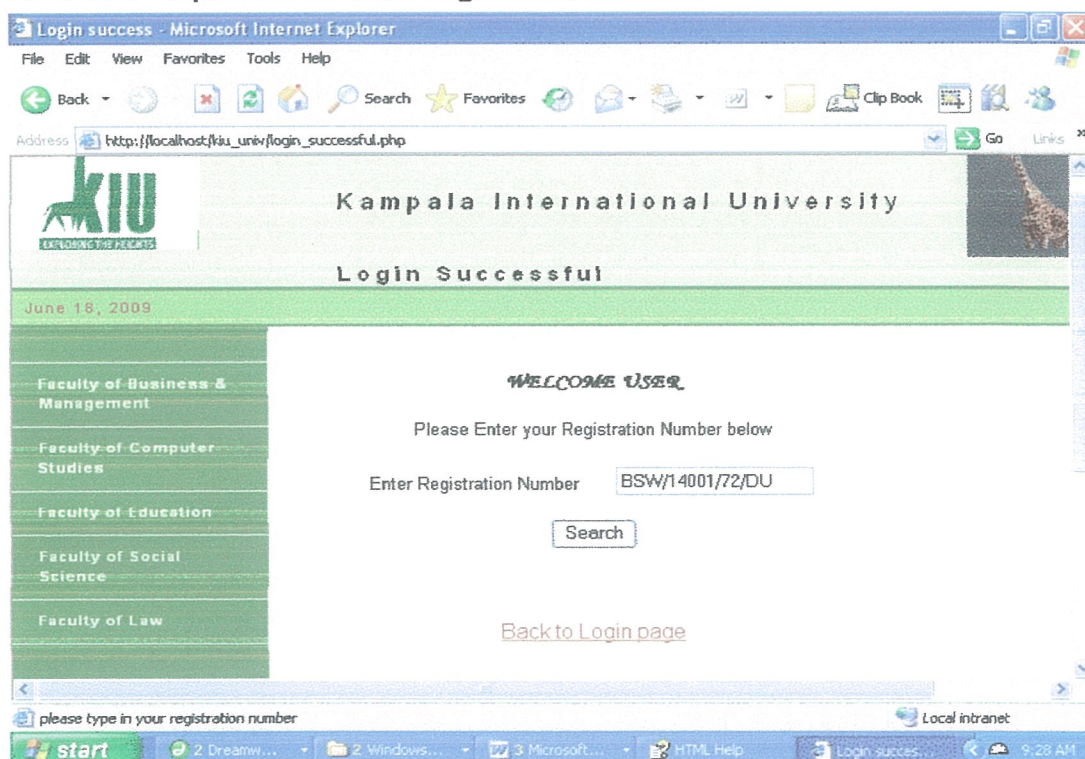 Login success - Microsoft Internet Explorer
File Edit View Favorites Tools Help
Back Search Favorites Clip Book
Address http://localhost/kiu_univ/login_successful.php Go Links »
KIU
EXPLORING THE HEIGHTS
Kampala International University
Login Successful
June 18, 2009
Faculty of Business &
Management
Faculty of Computer
Studies
Faculty of Education
Faculty of Social
Science
Faculty of Law
WELCOME USER
Please Enter your Registration Number below
Enter Registration Number BSW/14001/72/DU
Search
Back to Login page
please type in your registration number Local intranet
start 2 Dreamw... 2 Windows... 3 Microsoft... HTML Help Login succes... 9:28 AM